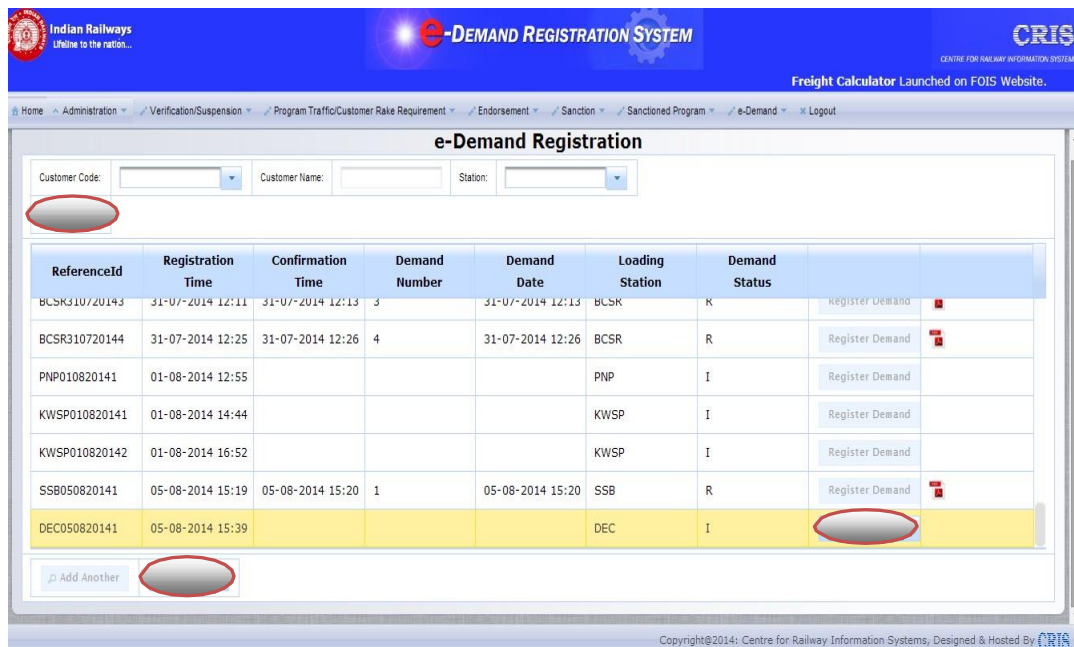 Indian Railways
Lifeline to the nation...
e-DEMAND REGISTRATION SYSTEM
CRIS
CENTRE FOR RAILWAY INFORMATION SYSTEM
Freight Calculator Launched on FOIS Website.
Home Administration Verification/Suspension Program Traffic/Customer Rake Requirement Endorsement Sanction Sanctioned Program e-Demand Logout
e-Demand Registration
Customer Code: Customer Name: Station:
ReferenceId Registration Time Confirmation Time Demand Number Demand Date Loading Station Demand Status
BCSR310720143 31-07-2014 12:11 31-07-2014 12:13 3 31-07-2014 12:13 BCSR R Register Demand
BCSR310720144 31-07-2014 12:25 31-07-2014 12:26 4 31-07-2014 12:26 BCSR R Register Demand
PNP010820141 01-08-2014 12:55 PNP I Register Demand
KWSP010820141 01-08-2014 14:44 KWSP I Register Demand
KWSP010820142 01-08-2014 16:52 KWSP I Register Demand
SSB050820141 05-08-2014 15:19 05-08-2014 15:20 1 05-08-2014 15:20 SSB R Register Demand
DEC050820141 05-08-2014 15:39 DEC I
Add Another
Copyright@2014: Centre for Railway Information Systems, Designed & Hosted By CRIS